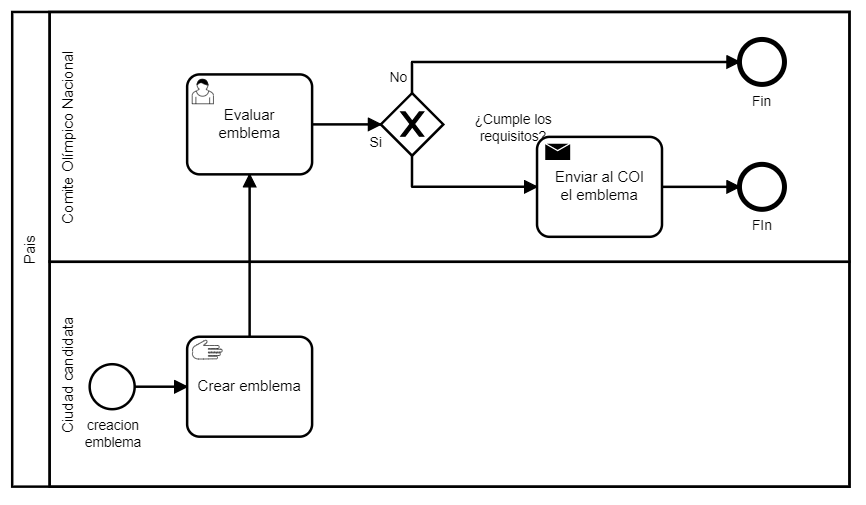 Pais
Comite Olímpico Nacional
Ciudad candidata
Evaluar
emblema
No
Si
¿Cumple los
requisitos?
Enviar al COI
el emblema
Fin
FIn
Crear emblema
creacion
emblema